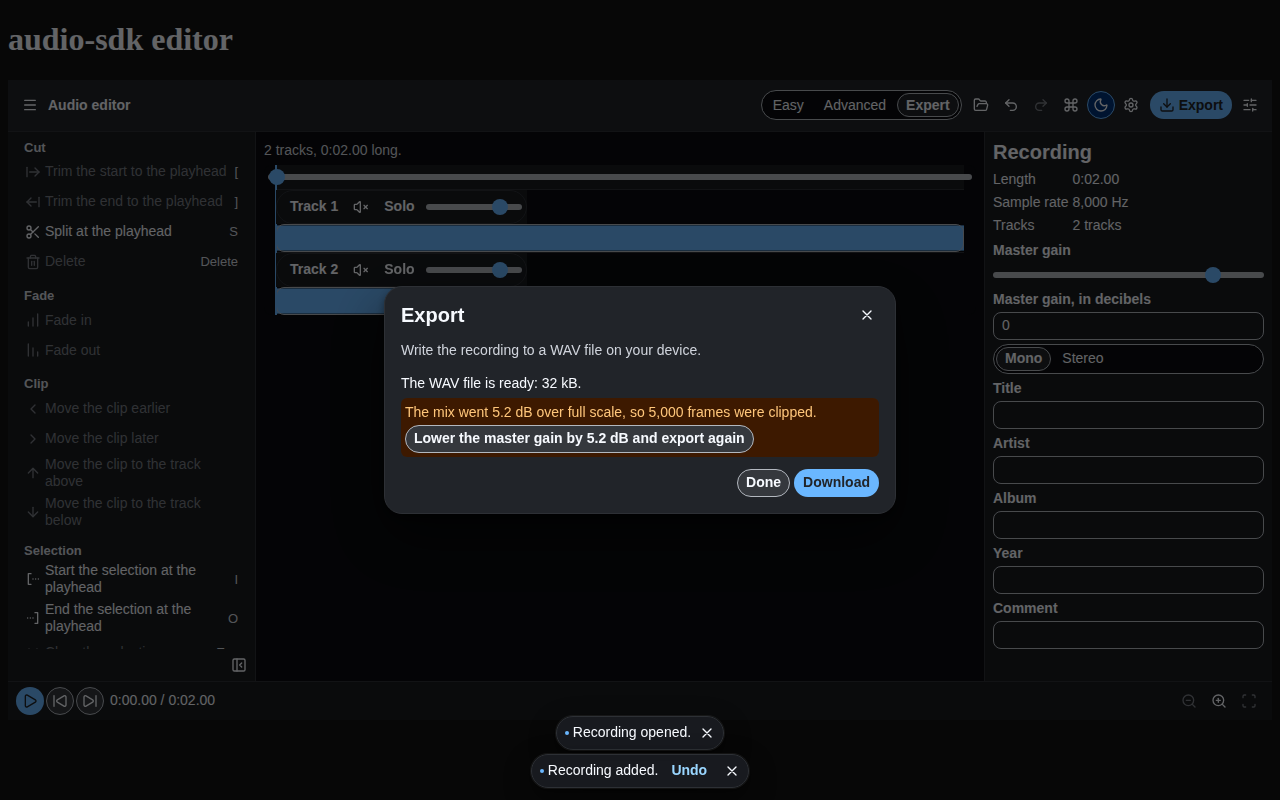 audio-sdk editor
Audio editor
Easy Advanced Expert
Export
Cut
Trim the start to the playhead [
Trim the end to the playhead ]
Split at the playhead S
Delete Delete
Fade
Fade in
Fade out
Clip
Move the clip earlier
Move the clip later
Move the clip to the track
above
Move the clip to the track
below
Selection
Start the selection at the
playhead I
End the selection at the
playhead O
2 tracks, 0:02.00 long.
Track 1 Solo
Track 2 Solo
Export
Write the recording to a WAV file on your device.
The WAV file is ready: 32 kB.
The mix went 5.2 dB over full scale, so 5,000 frames were clipped.
Lower the master gain by 5.2 dB and export again
Done Download
Recording
Length 0:02.00
Sample rate 8,000 Hz
Tracks 2 tracks
Master gain
Master gain, in decibels
0
Mono Stereo
Title
Artist
Album
Year
Comment
0:00.00 / 0:02.00
Recording opened.
Recording added. Undo